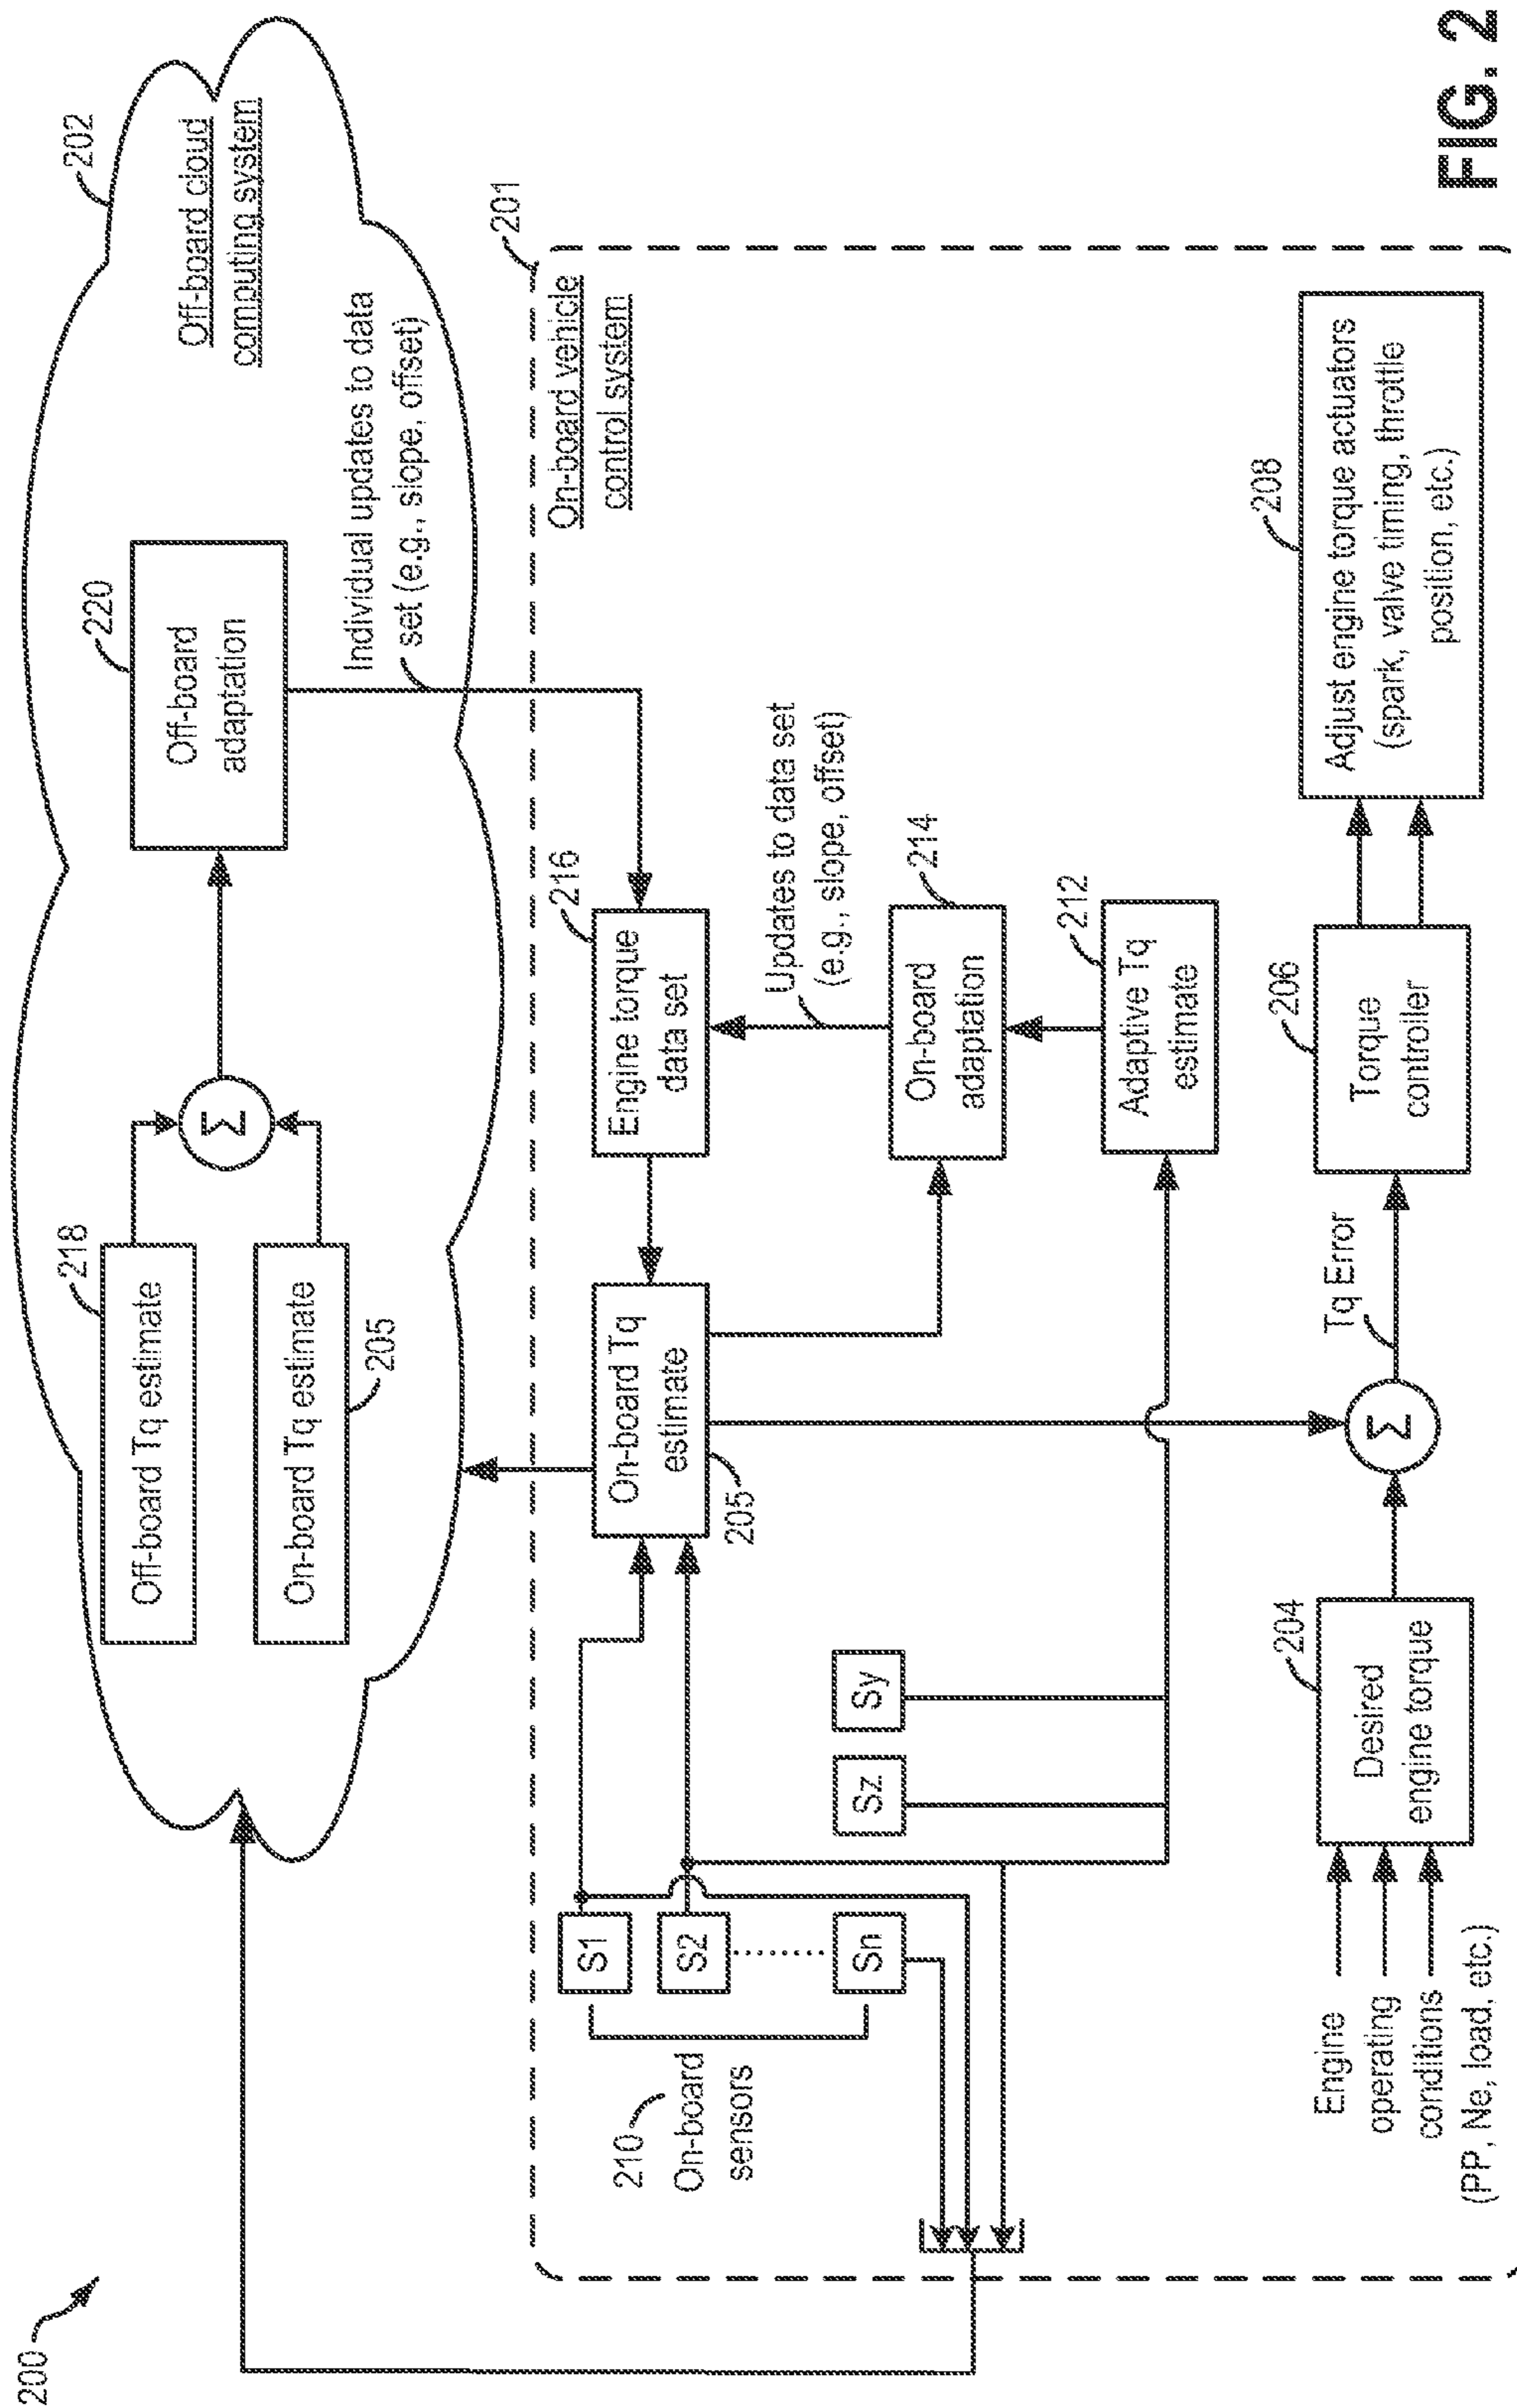 200
202
Off-board cloud
computing system
218
Off-board Tq estimate
On-board Tq estimate
205
Σ
220
Off-board
adaptation
Individual updates to data
set (e.g., slope, offset)
201
On-board vehicle
control system
210
On-board
sensors
S1
S2
Sn
Sz
Sy
On-board Tq
estimate
205
216
Engine torque
data set
Updates to data set
(e.g., slope, offset)
214
On-board
adaptation
212
Adaptive Tq
estimate
Engine
operating
conditions
(PP, Ne, load, etc.)
204
Desired
engine torque
Σ
Tq Error
206
Torque
controller
208
Adjust engine torque actuators
(spark, valve timing, throttle
position, etc.)
FIG. 2